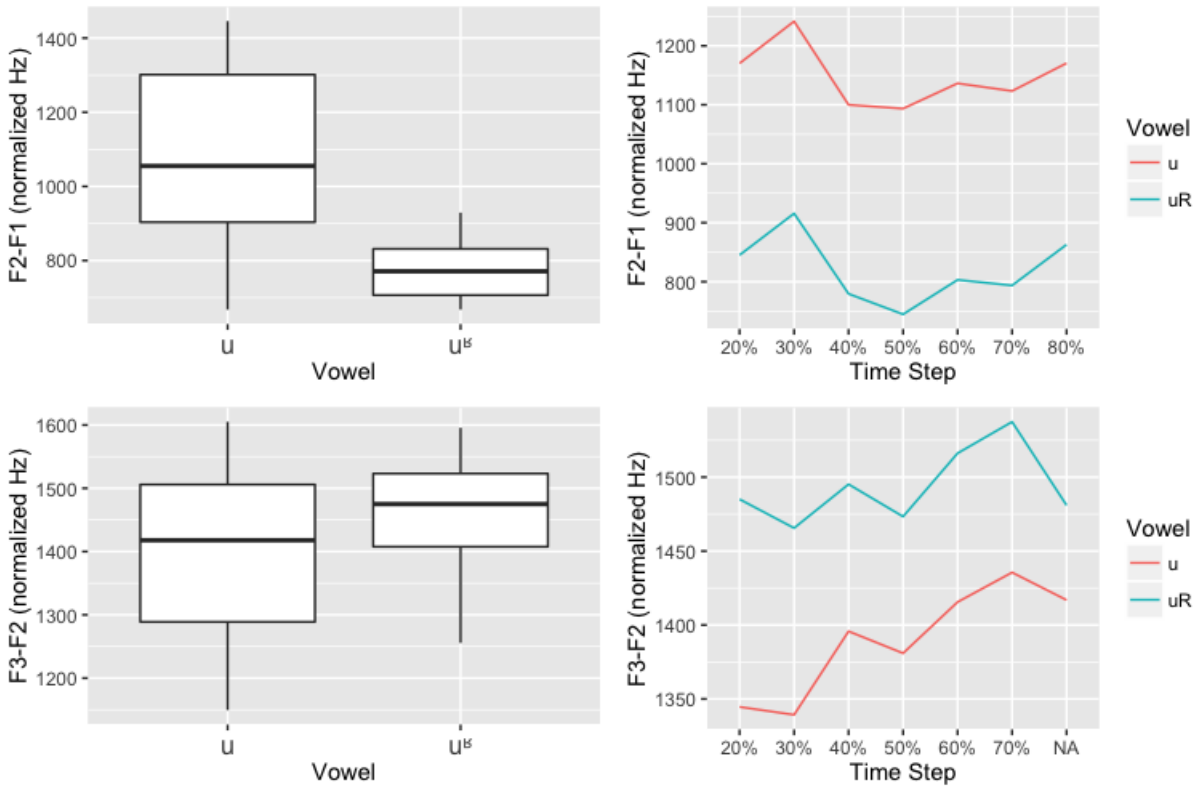 F2-F1 (normalized Hz)
1400
1200
1000
800
u
uʶ
Vowel
F2-F1 (normalized Hz)
1200
1100
1000
900
800
20% 30% 40% 50% 60% 70% 80%
Time Step
Vowel
u
uR
F3-F2 (normalized Hz)
1600
1500
1400
1300
1200
u
uʶ
Vowel
F3-F2 (normalized Hz)
1500
1450
1400
1350
20% 30% 40% 50% 60% 70% NA
Time Step
Vowel
u
uR